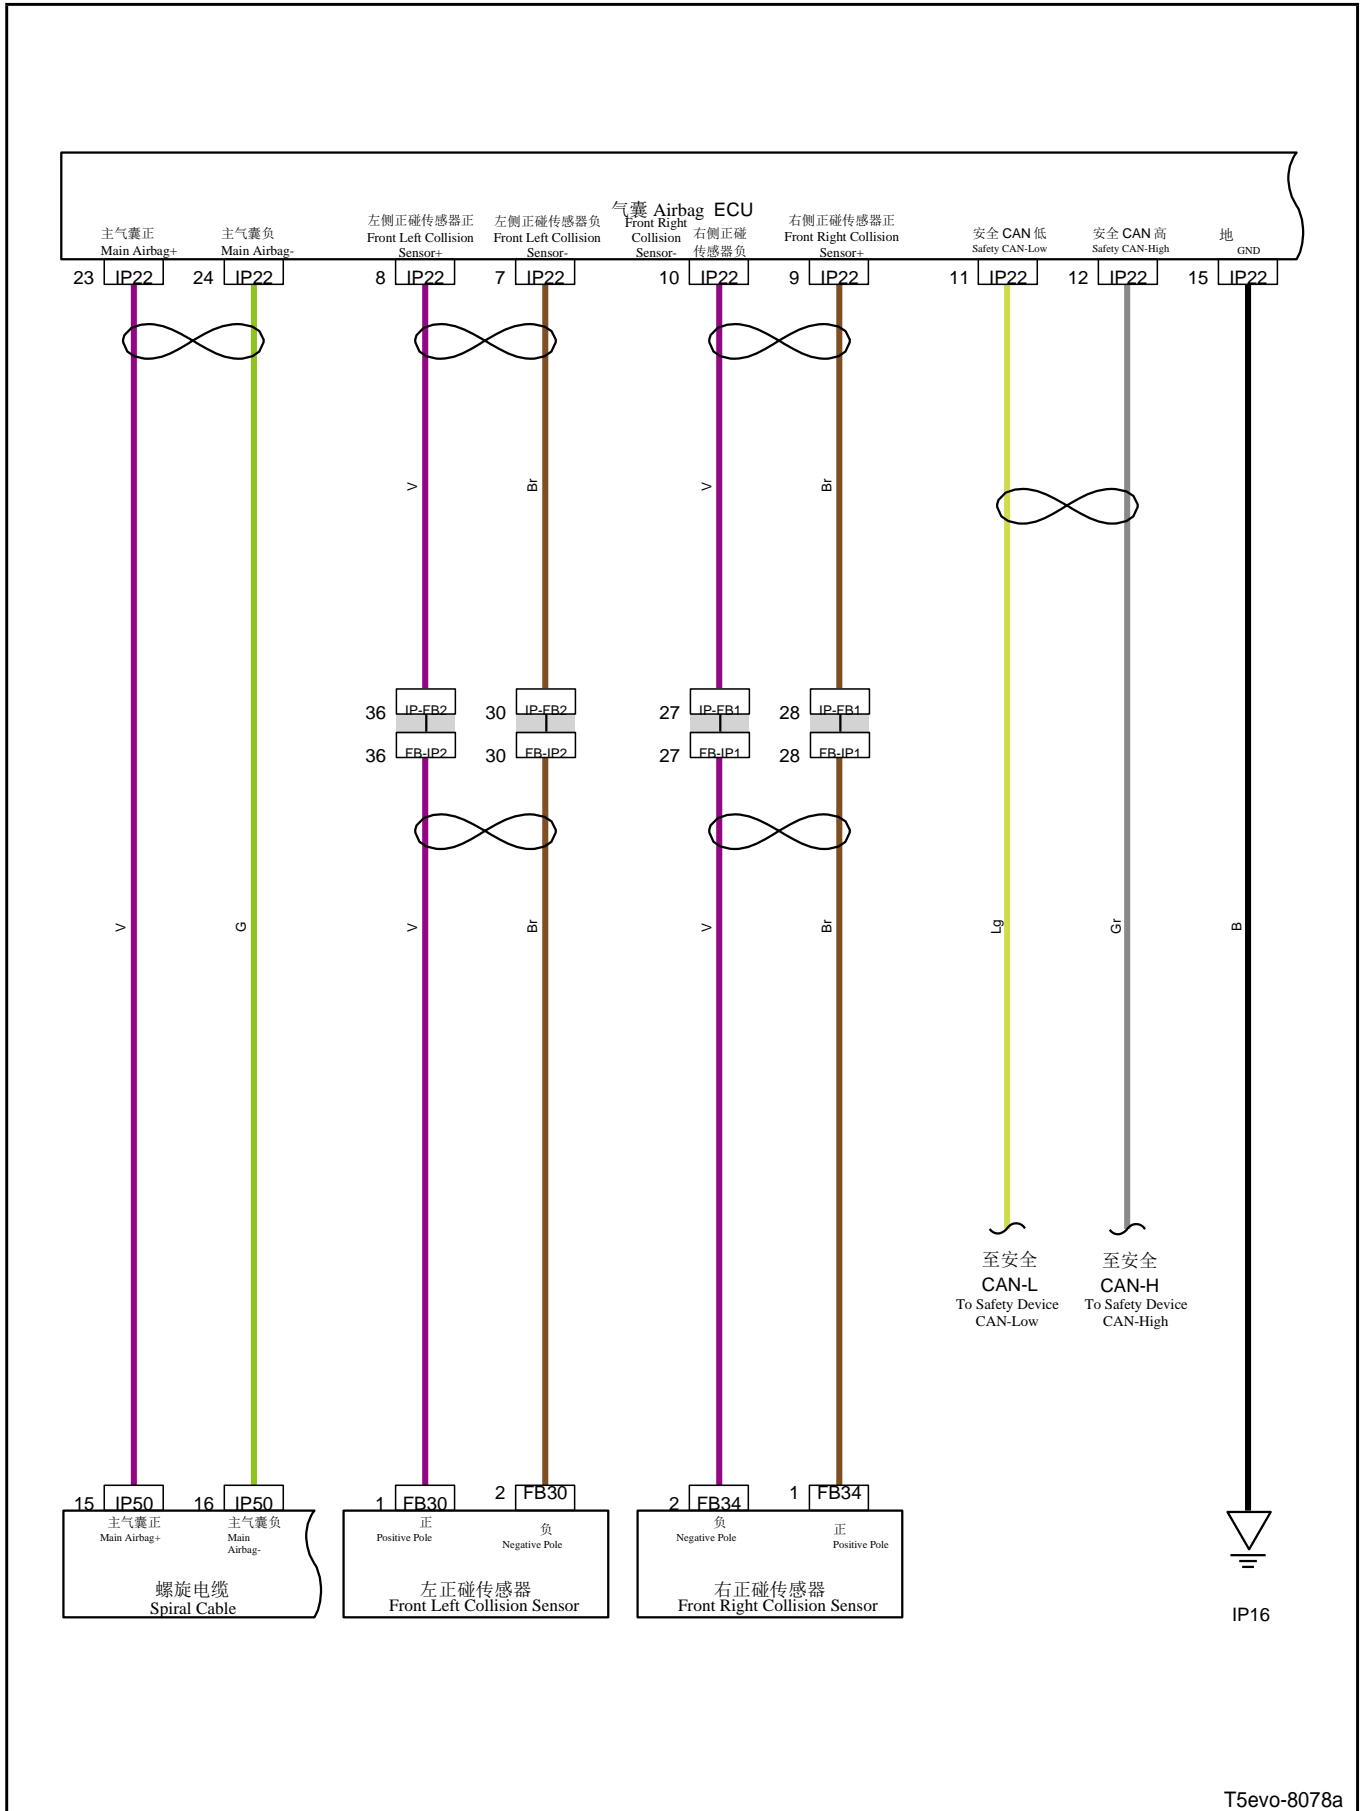 气囊 Airbag ECU
主气囊正
Main Airbag+
主气囊负
Main Airbag-
左侧正碰传感器正
Front Left Collision
Sensor+
左侧正碰传感器负
Front Left Collision
Sensor-
Front Right
Collision
Sensor-
右侧正碰
传感器负
右侧正碰传感器正
Front Right Collision
Sensor+
安全 CAN 低
Safety CAN-Low
安全 CAN 高
Safety CAN-High
地
GND
23 IP22
24 IP22
8 IP22
7 IP22
10 IP22
9 IP22
11 IP22
12 IP22
15 IP22
V
Br
V
Br
36 IP-FB2
30 IP-FB2
27 IP-FB1
28 IP-FB1
36 FB-IP2
30 FB-IP2
27 FB-IP1
28 FB-IP1
V
G
V
Br
V
Br
Lg
Gr
B
至安全
CAN-L
To Safety Device
CAN-Low
至安全
CAN-H
To Safety Device
CAN-High
15 IP50
16 IP50
1 FB30
2 FB30
2 FB34
1 FB34
主气囊正
Main Airbag+
主气囊负
Main
Airbag-
螺旋电缆
Spiral Cable
正
Positive Pole
负
Negative Pole
左正碰传感器
Front Left Collision Sensor
负
Negative Pole
正
Positive Pole
右正碰传感器
Front Right Collision Sensor
IP16
T5evo-8078a